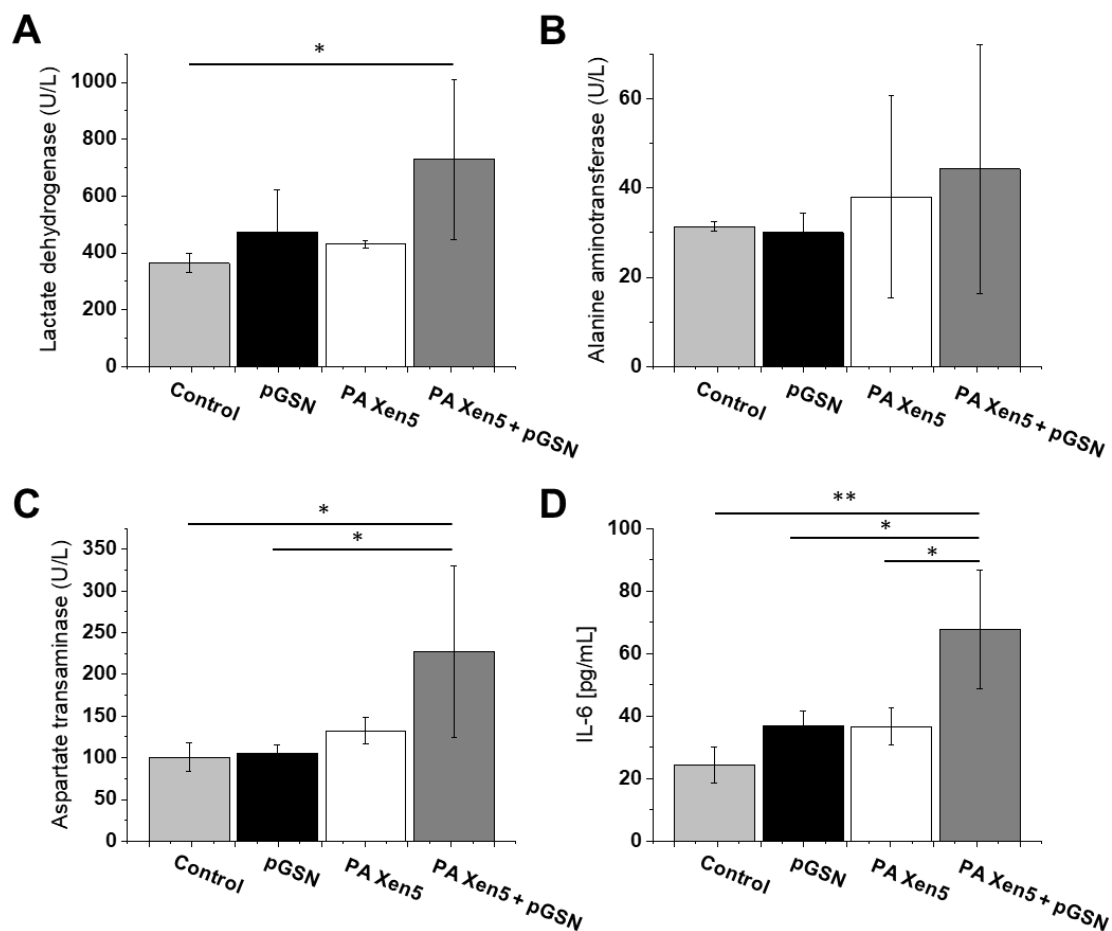 A
Lactate dehydrogenase (U/L)
1000
800
600
400
200
0
*
Control
pGSN
PA Xen5
PA Xen5 + pGSN
B
Alanine aminotransferase (U/L)
60
40
20
0
Control
pGSN
PA Xen5
PA Xen5 + pGSN
C
Aspartate transaminase (U/L)
350
300
250
200
150
100
50
0
*
*
Control
pGSN
PA Xen5
PA Xen5 + pGSN
D
IL-6 [pg/mL]
100
80
60
40
20
0
**
*
*
Control
pGSN
PA Xen5
PA Xen5 + pGSN